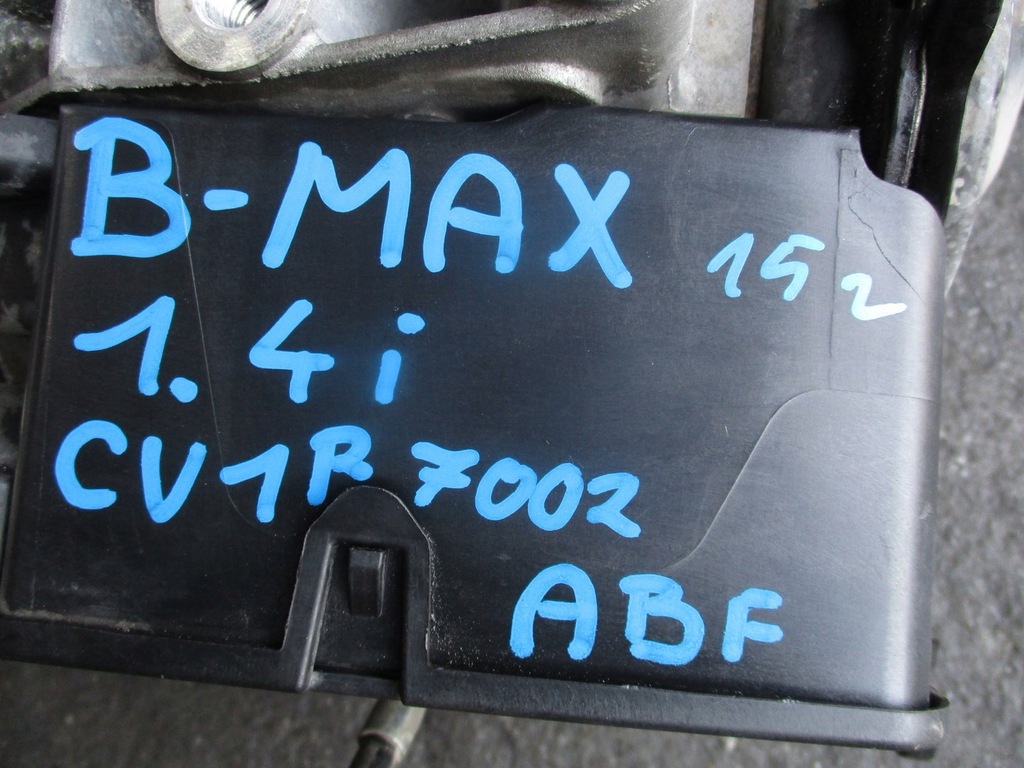 B-MAX 15 2
1.4i
CV1R 7002
ABF